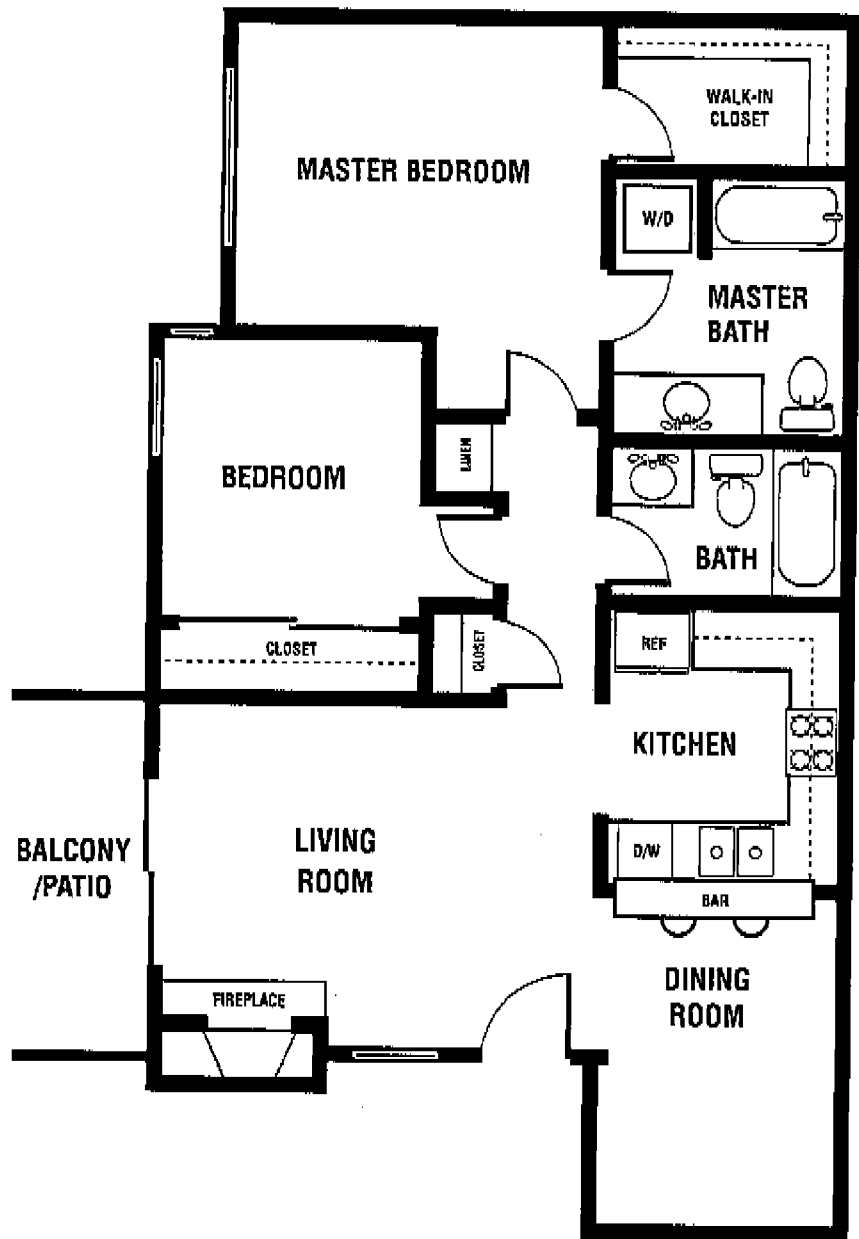 WALK-IN
CLOSET
MASTER BEDROOM
W/D
MASTER
BATH
LINEN
BEDROOM
BATH
CLOSET
CLOSET
REF
KITCHEN
LIVING
ROOM
BALCONY
/PATIO
D/W
BAR
DINING
ROOM
FIREPLACE